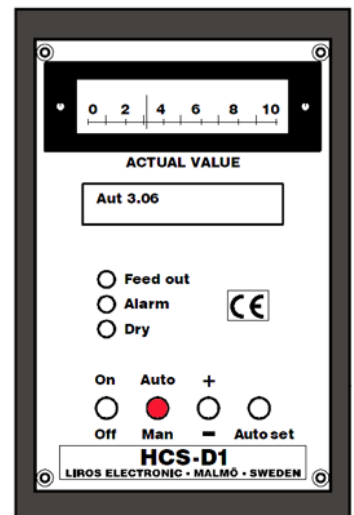 0 2 4 6 8 10
ACTUAL VALUE
Aut 3.06
Feed out
Alarm
Dry
CE
On Auto +
Off Man - Auto set
HCS-D1
LIROS ELECTRONIC • MALMÖ • SWEDEN